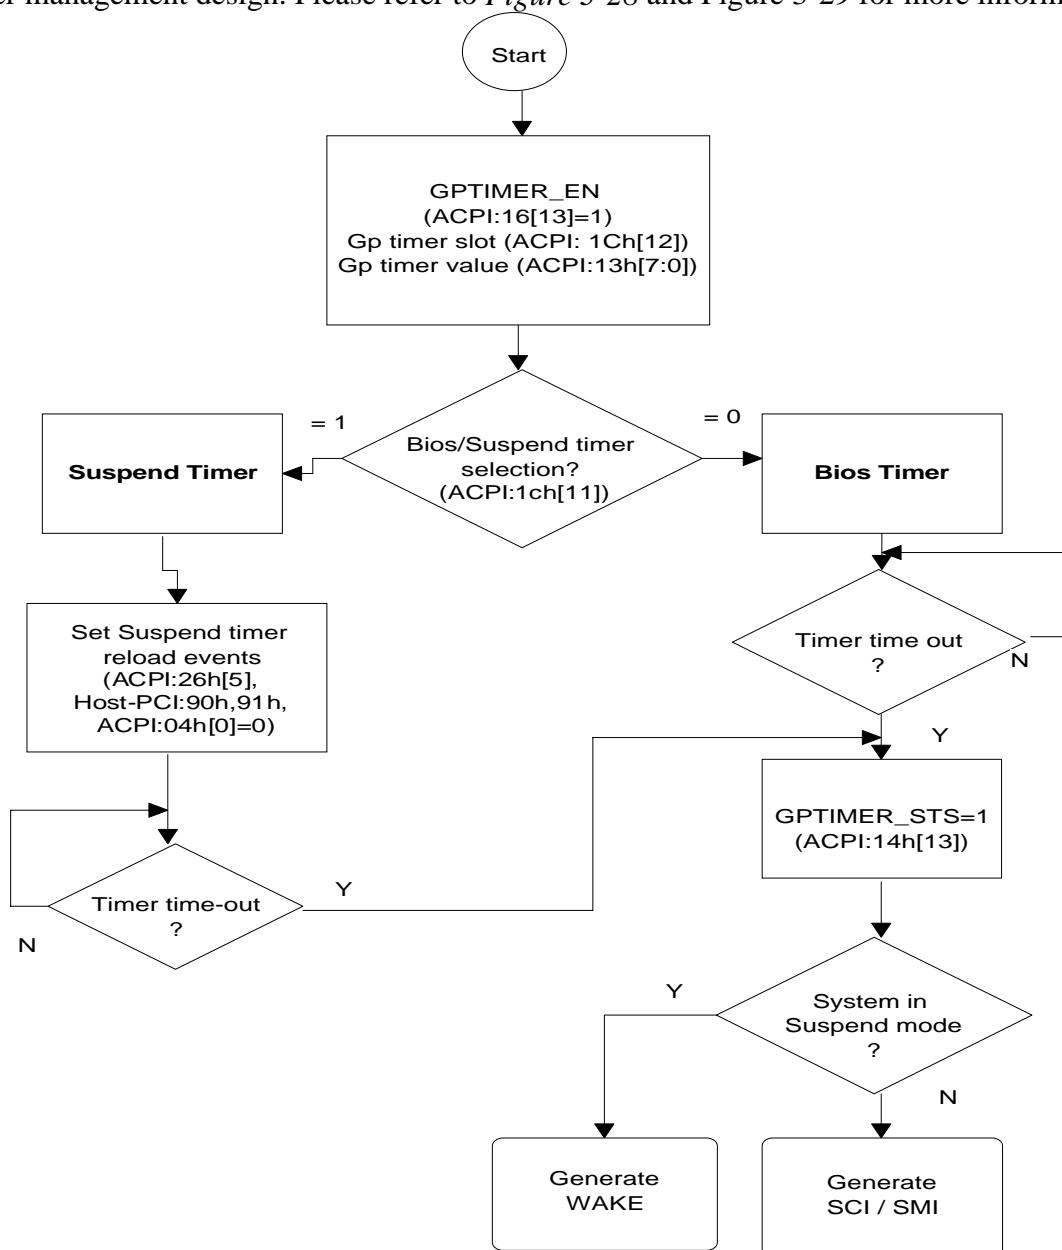 er management design. Please refer to Figure 3-28 and Figure 3-29 for more inform
Start
GPTIMER_EN
(ACPI:16[13]=1)
Gp timer slot (ACPI: 1Ch[12])
Gp timer value (ACPI:13h[7:0])
= 1
= 0
Bios/Suspend timer
selection?
(ACPI:1ch[11])
Suspend Timer
Bios Timer
Set Suspend timer
reload events
(ACPI:26h[5],
Host-PCI:90h,91h,
ACPI:04h[0]=0)
Timer time out
?
N
Y
GPTIMER_STS=1
(ACPI:14h[13])
Timer time-out
?
Y
N
System in
Suspend mode
?
Y
N
Generate
WAKE
Generate
SCI / SMI